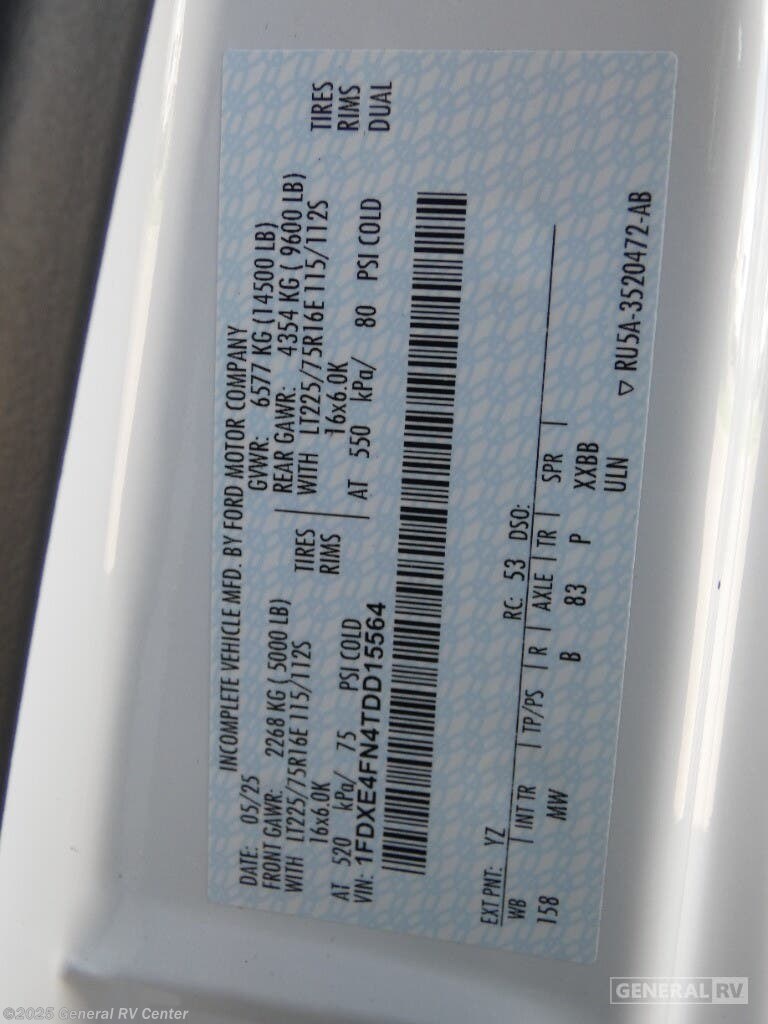 INCOMPLETE VEHICLE MFD. BY FORD MOTOR COMPANY
DATE: 05/25 GVWR: 6577 KG (14500 LB)
FRONT GAWR: 2268 KG ( 5000 LB) REAR GAWR: 4354 KG ( 9600 LB)
WITH LT225/75R16E 115/112S TIRES WITH LT225/75R16E 115/112S TIRES
16x6.0K RIMS 16x6.0K RIMS
AT 520 kPa/ 75 PSI COLD AT 550 kPa/ 80 PSI COLD DUAL
VIN: 1FDXE4FN4TDD15564
EXT PNT: YZ RC: 53 DSO:
WB INT TR TP/PS R AXLE TR SPR
158 MW B 83 P XXBB
ULN
▽ RU5A-3520472-AB
©2025 General RV Center
GENERAL RV